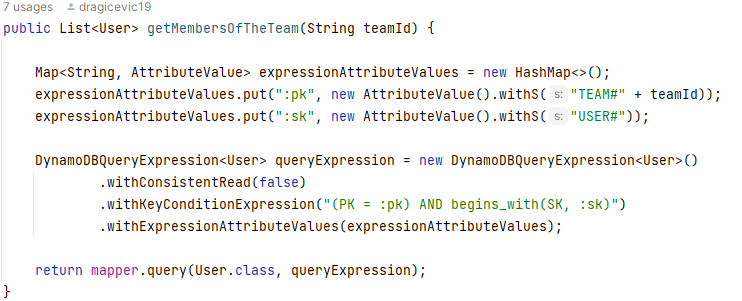 7 usages dragicevic19
public List<User> getMembersOfTheTeam(String teamId) {
Map<String, AttributeValue> expressionAttributeValues = new HashMap<>();
expressionAttributeValues.put(":pk", new AttributeValue().withS( s: "TEAM#" + teamId));
expressionAttributeValues.put(":sk", new AttributeValue().withS( s: "USER#"));
DynamoDBQueryExpression<User> queryExpression = new DynamoDBQueryExpression<User>()
.withConsistentRead(false)
.withKeyConditionExpression("(PK = :pk) AND begins_with(SK, :sk)")
.withExpressionAttributeValues(expressionAttributeValues);
return mapper.query(User.class, queryExpression);
}